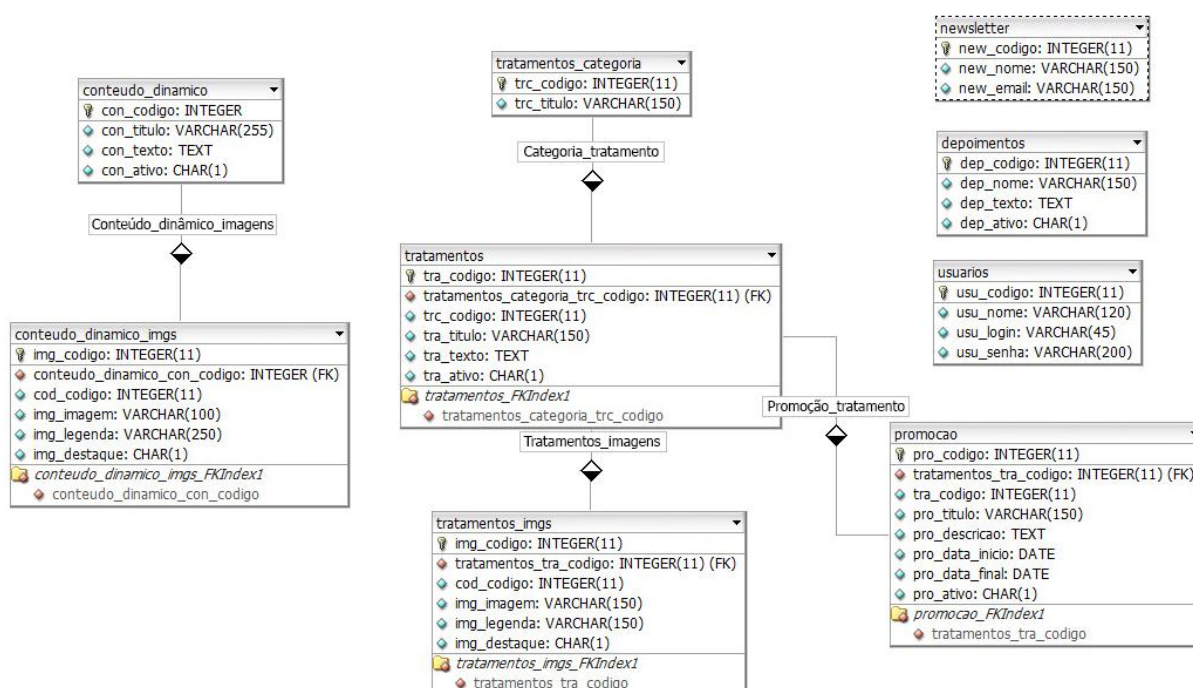 conteudo_dinamico
con_codigo: INTEGER
con_titulo: VARCHAR(255)
con_texto: TEXT
con_ativo: CHAR(1)
Conteúdo_dinâmico_imagens
conteudo_dinamico_imgs
img_codigo: INTEGER(11)
conteudo_dinamico_con_codigo: INTEGER (FK)
cod_codigo: INTEGER(11)
img_imagem: VARCHAR(100)
img_legenda: VARCHAR(250)
img_destaque: CHAR(1)
conteudo_dinamico_imgs_FKIndex1
conteudo_dinamico_con_codigo
tratamentos_categoria
trc_codigo: INTEGER(11)
trc_titulo: VARCHAR(150)
Categoria_tratamento
tratamentos
tra_codigo: INTEGER(11)
tratamentos_categoria_trc_codigo: INTEGER(11) (FK)
trc_codigo: INTEGER(11)
tra_titulo: VARCHAR(150)
tra_texto: TEXT
tra_ativo: CHAR(1)
tratamentos_FKIndex1
tratamentos_categoria_trc_codigo
Tratamentos_imagens
tratamentos_imgs
img_codigo: INTEGER(11)
tratamentos_tra_codigo: INTEGER(11) (FK)
cod_codigo: INTEGER(11)
img_imagem: VARCHAR(150)
img_legenda: VARCHAR(150)
img_destaque: CHAR(1)
tratamentos_imgs_FKIndex1
tratamentos_tra_codigo
newsletter
new_codigo: INTEGER(11)
new_nome: VARCHAR(150)
new_email: VARCHAR(150)
depoimentos
dep_codigo: INTEGER(11)
dep_nome: VARCHAR(150)
dep_texto: TEXT
dep_ativo: CHAR(1)
usuarios
usu_codigo: INTEGER(11)
usu_nome: VARCHAR(120)
usu_login: VARCHAR(45)
usu_senha: VARCHAR(200)
Promoção_tratamento
promocao
pro_codigo: INTEGER(11)
tratamentos_tra_codigo: INTEGER(11) (FK)
tra_codigo: INTEGER(11)
pro_titulo: VARCHAR(150)
pro_descricao: TEXT
pro_data_inicio: DATE
pro_data_final: DATE
pro_ativo: CHAR(1)
promocao_FKIndex1
tratamentos_tra_codigo